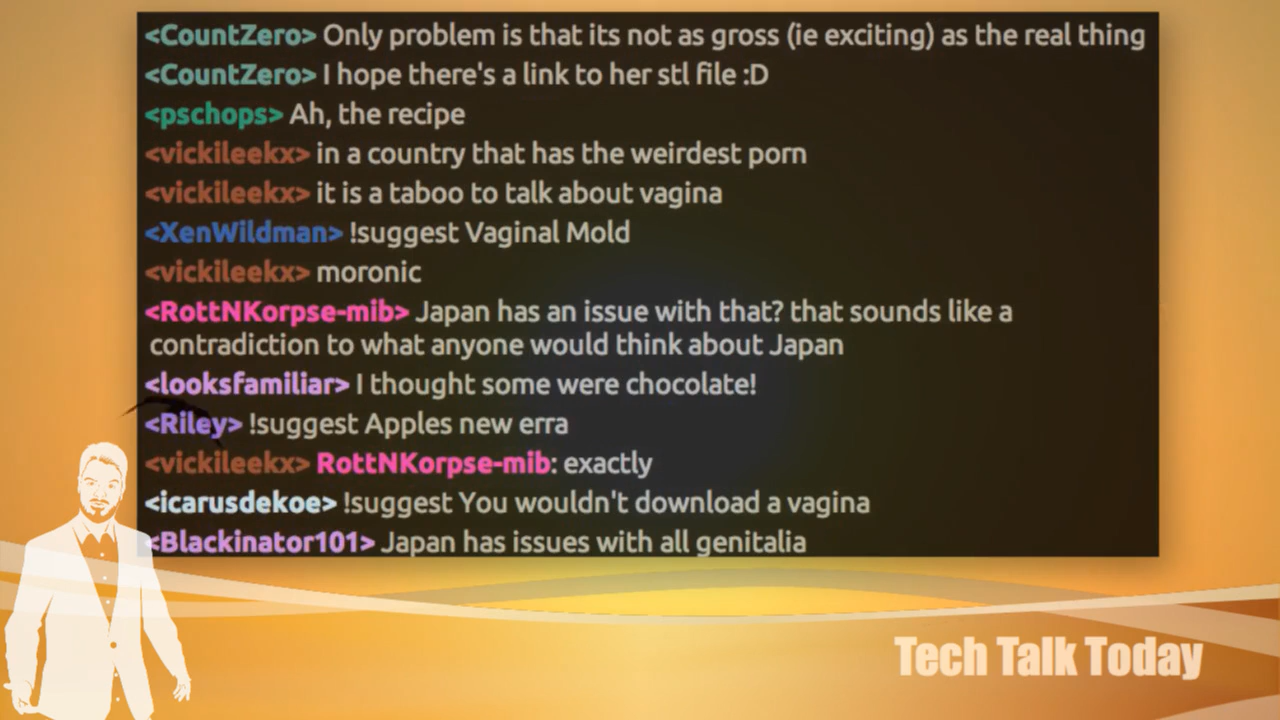 <CountZero> Only problem is that its not as gross (ie exciting) as the real thing
<CountZero> I hope there's a link to her stl file :D
<pschops> Ah, the recipe
<vickileekx> in a country that has the weirdest porn
<vickileekx> it is a taboo to talk about vagina
<XenWildman> !suggest Vaginal Mold
<vickileekx> moronic
<RottNKorpse-mib> Japan has an issue with that? that sounds like a
contradiction to what anyone would think about Japan
<looksfamiliar> I thought some were chocolate!
<Riley> !suggest Apples new erra
<vickileekx> RottNKorpse-mib: exactly
<icarusdekoe> !suggest You wouldn't download a vagina
<Blackinator101> Japan has issues with all genitalia
Tech Talk Today